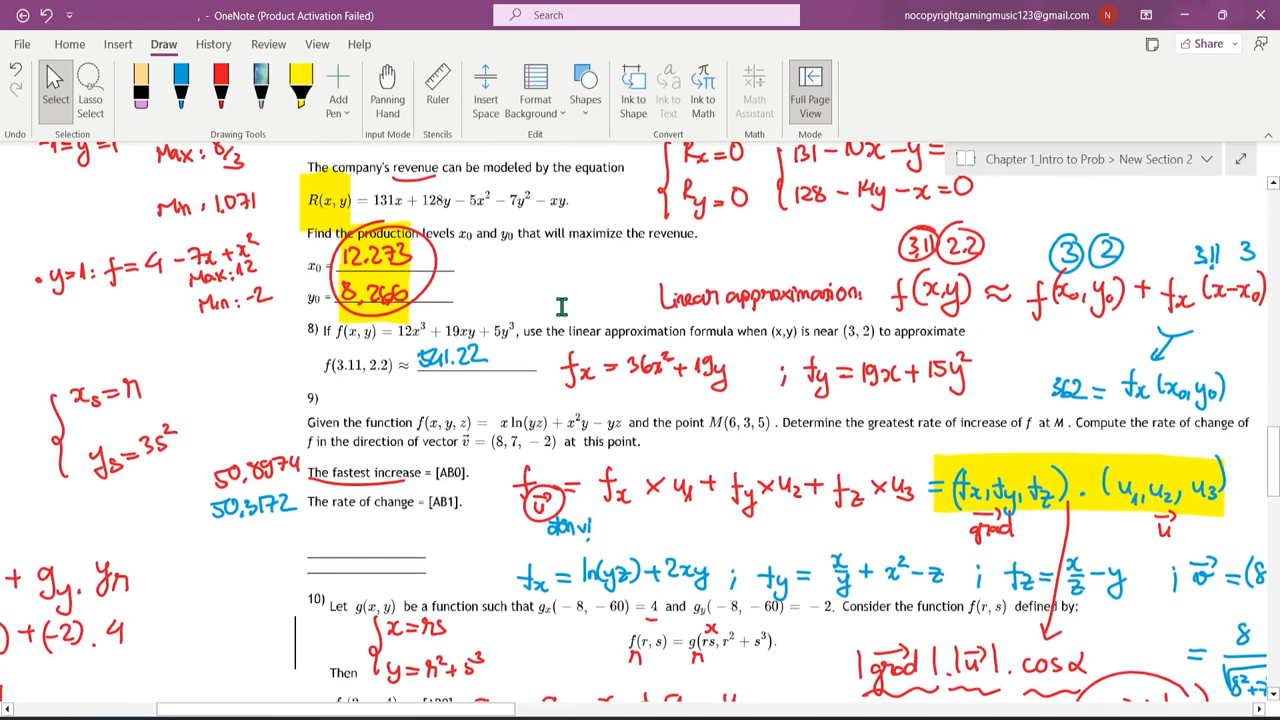 , - OneNote (Product Activation Failed)
Search
nocopyrightgamingmusic123@gmail.com N
File Home Insert Draw History Review View Help
Share
Select
Lasso Select
Add Pen
Panning Hand
Ruler
Insert Space
Format Background
Shapes
Ink to Shape
Ink to Text
Ink to Math
Math Assistant
Full Page View
Undo
Selection
Drawing Tools
Input Mode
Stencils
Edit
Convert
Math
Mode
Chapter 1_Intro to Prob > New Section 2
Max: 8/3
Min: 1.071
• y=1: f= 4 - 7x + x²
Max: 12
Min: -2
The company's revenue can be modeled by the equation
R(x, y) = 131x + 128y − 5x² − 7y² − xy.
Find the production levels x₀ and y₀ that will maximize the revenue.
x₀ = 12.273
y₀ = 8,266
Rx = 0
131 - 10x - y =
Ry = 0
128 - 14y - x = 0
3.11 2.2
3 2
3.11 3
Linear approximation: f(x,y) ≈ f(x₀, y₀) + fx (x-x₀)
8) If f(x, y) = 12x³ + 19xy + 5y³, use the linear approximation formula when (x,y) is near (3, 2) to approximate
f(3.11, 2.2) ≈ 541.22
fx = 36x² + 19y ; fy = 19x + 15y²
362 = fx(x₀, y₀)
xs = r
ys = 3s²
9)
Given the function f(x, y, z) = x ln(yz) + x²y − yz and the point M(6, 3, 5) . Determine the greatest rate of increase of f at M . Compute the rate of change of
f in the direction of vector v⃗ = (8, 7, − 2) at this point.
50.8974
The fastest increase = [AB0].
50.3172
The rate of change = [AB1].
f u⃗ = fx × u1 + fy × u2 + fz × u3 = (fx, fy, fz) . (u1, u2, u3)
đơn vị
grad
u⃗
fx = ln(yz) + 2xy ; fy = x/y + x² - z ; fz = x/z - y ; v⃗ = (8
+ gy . yr
) + (-2) . 4
10) Let g(x, y) be a function such that gₓ( − 8, − 60) = 4 and gᵧ( − 8, − 60) = − 2. Consider the function f(r, s) defined by:
x = rs
y = r² + s³
x
y
f(r, s) = g(rs, r² + s³).
r
r
Then
|grad| . |u⃗| . cos α
= 8